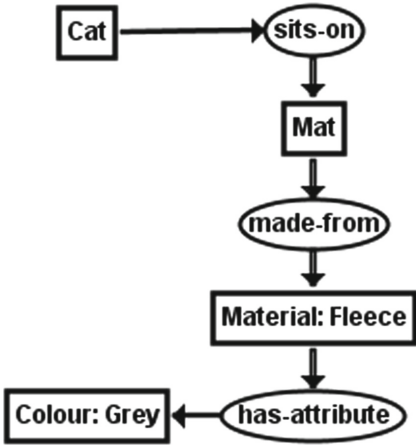 Cat
sits-on
Mat
made-from
Material: Fleece
Colour: Grey
has-attribute